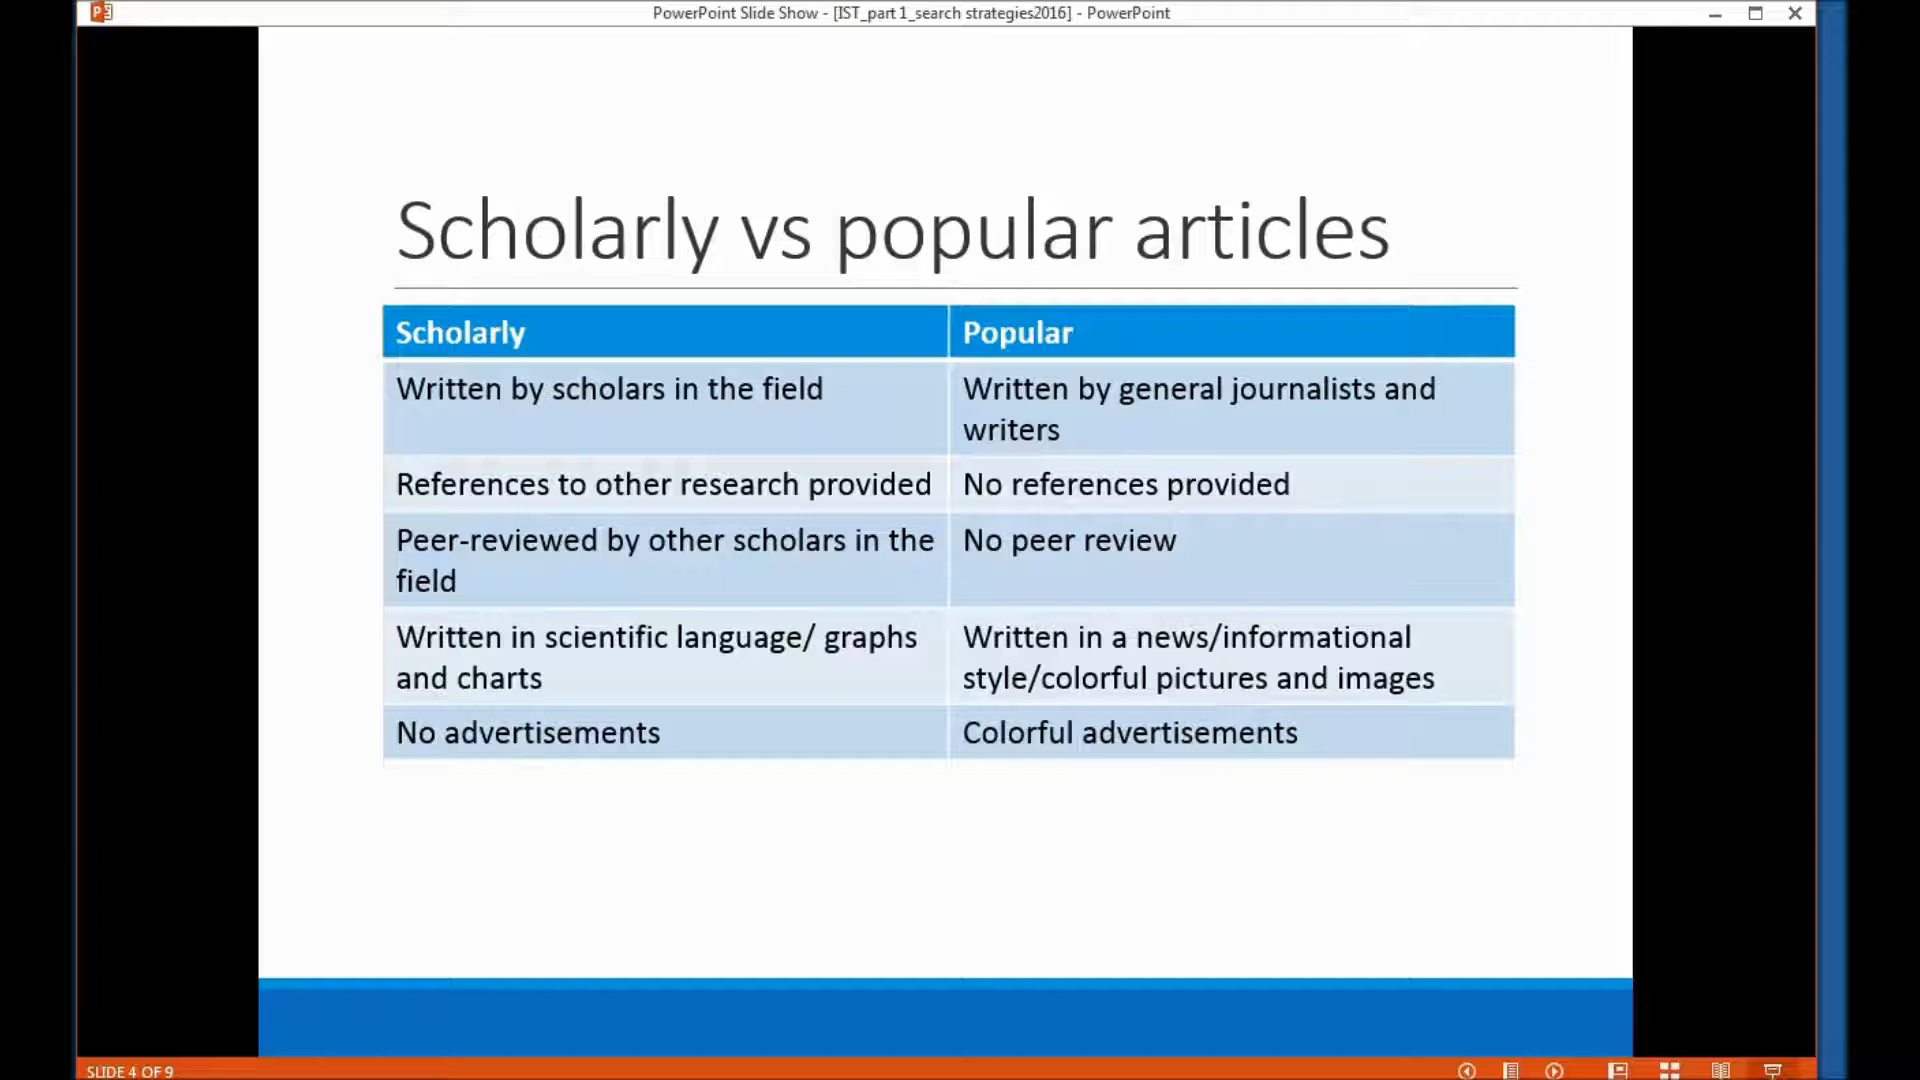 PowerPoint Slide Show - [IST_part 1_search strategies2016] - PowerPoint
Scholarly vs popular articles
Scholarly
Popular
Written by scholars in the field
Written by general journalists and
writers
References to other research provided
No references provided
Peer-reviewed by other scholars in the
field
No peer review
Written in scientific language/ graphs
and charts
Written in a news/informational
style/colorful pictures and images
No advertisements
Colorful advertisements
SLIDE 4 OF 9